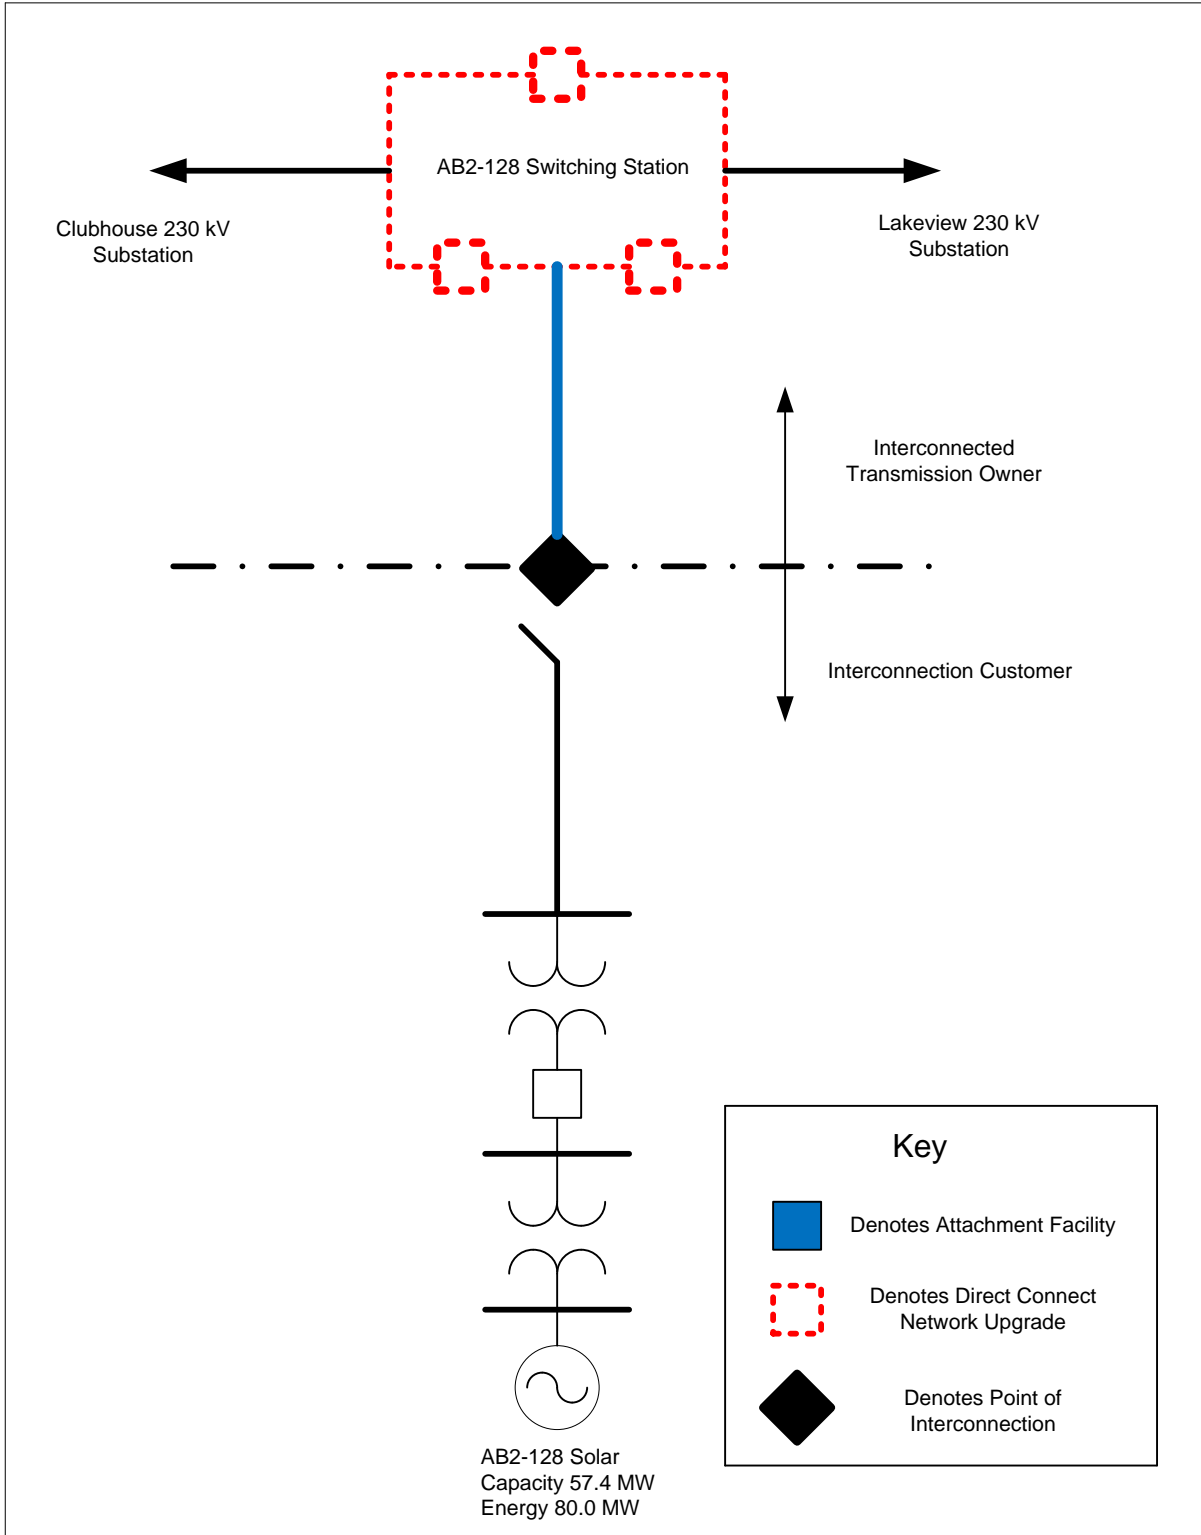 AB2-128 Switching Station
Clubhouse 230 kV
Substation
Lakeview 230 kV
Substation
Interconnected
Transmission Owner
Interconnection Customer
Key
Denotes Attachment Facility
Denotes Direct Connect
Network Upgrade
Denotes Point of
Interconnection
AB2-128 Solar
Capacity 57.4 MW
Energy 80.0 MW